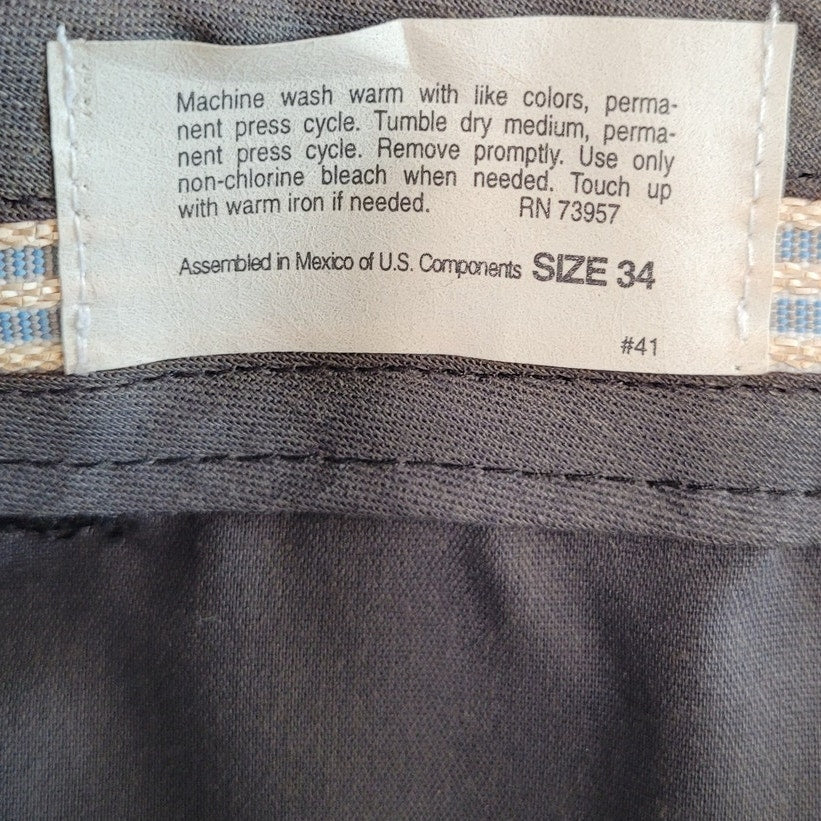 Machine wash warm with like colors, perma-
nent press cycle. Tumble dry medium, perma-
nent press cycle. Remove promptly. Use only
non-chlorine bleach when needed. Touch up
with warm iron if needed. RN 73957
Assembled in Mexico of U.S. Components SIZE 34
#41